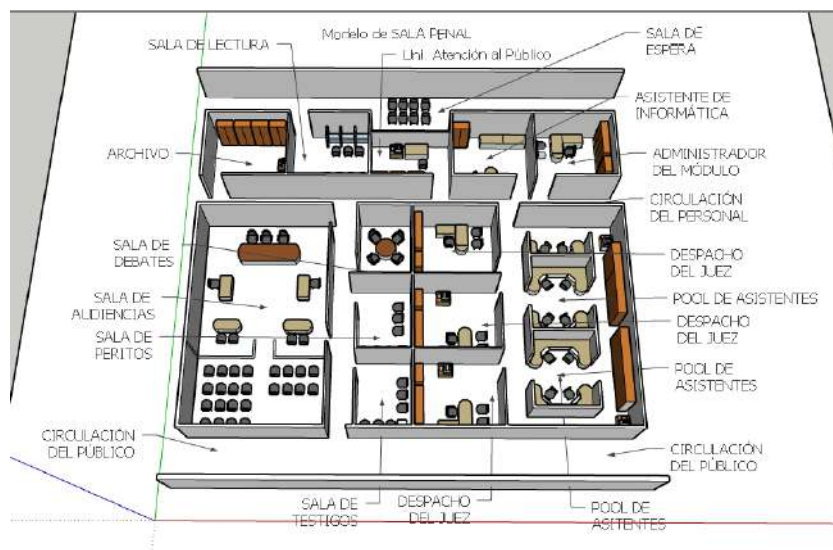 Modelo de SALA PENAL
SALA DE LECTURA
Uni. Atención al Público
SALA DE
ESPERA
ASISTENTE DE
INFORMÁTICA
ARCHIVO
ADMINISTRADOR
DEL MÓDULO
CIRCULACIÓN
DEL PERSONAL
SALA DE
DEBATES
DESPACHO
DEL JUEZ
SALA DE
AUDIENCIAS
POOL DE ASISTENTES
SALA DE
PERITOS
DESPACHO
DEL JUEZ
POOL DE
ASISTENTES
CIRCULACIÓN
DEL PÚBLICO
CIRCULACIÓN
DEL PÚBLICO
SALA DE
TESTIGOS
DESPACHO
DEL JUEZ
POOL DE
ASITENTES